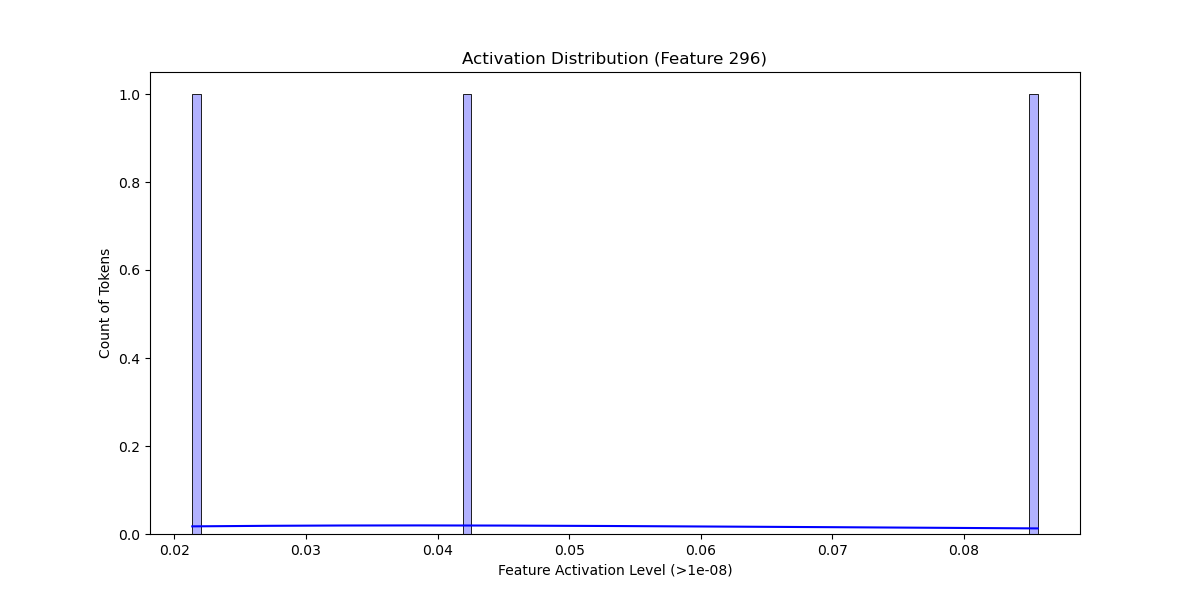 Activation Distribution (Feature 296)
Count of Tokens
1.0
0.8
0.6
0.4
0.2
0.0
0.02 0.03 0.04 0.05 0.06 0.07 0.08
Feature Activation Level (>1e-08)